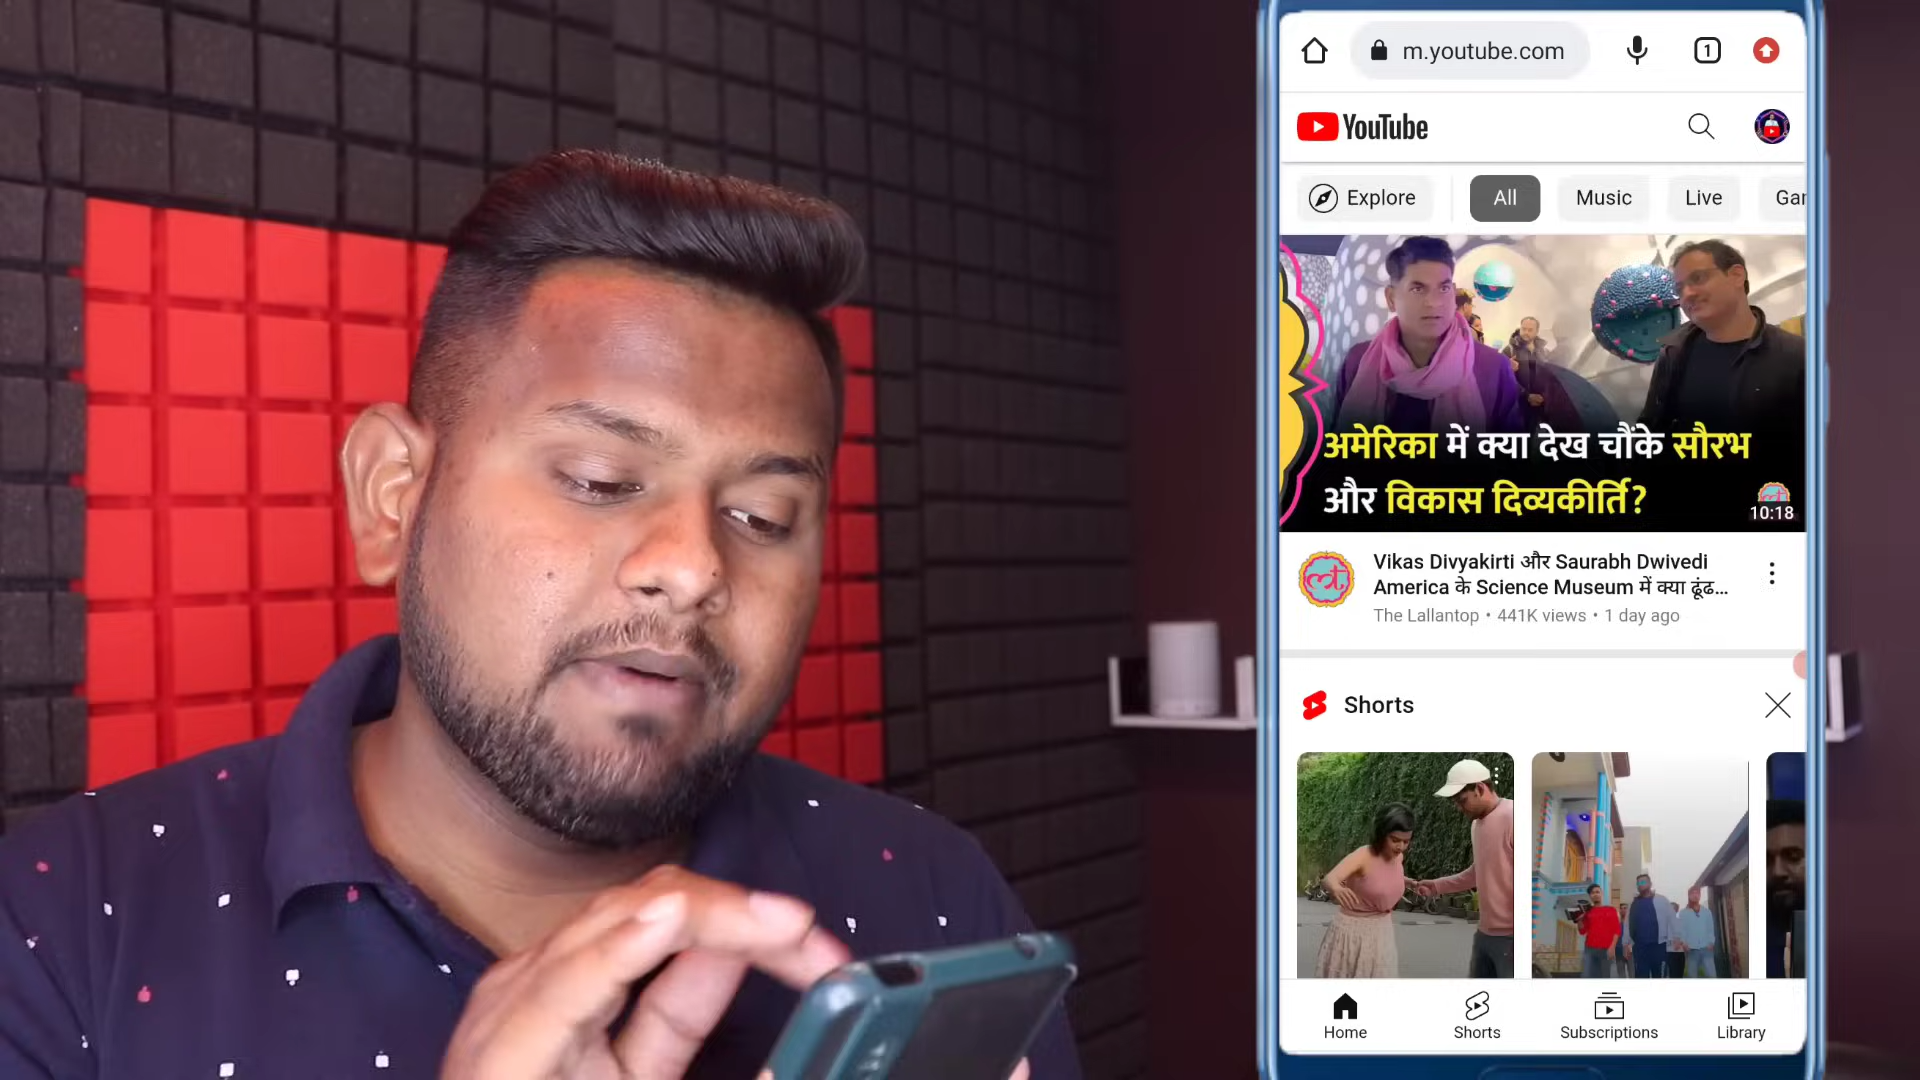 m.youtube.com
1
YouTube
Explore
All
Music
Live
Gar
अमेरिका में क्या देख चौंके सौरभ
और विकास दिव्यकीर्ति?
10:18
Vikas Divyakirti और Saurabh Dwivedi
America के Science Museum में क्या ढूंढ...
The Lallantop • 441K views • 1 day ago
Shorts
Home
Shorts
Subscriptions
Library